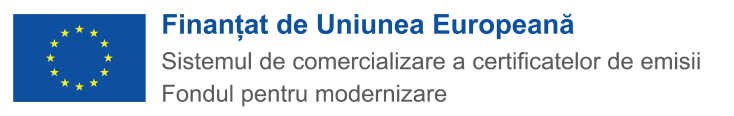 Finanțat de Uniunea Europeană
Sistemul de comercializare a certificatelor de emisii
Fondul pentru modernizare